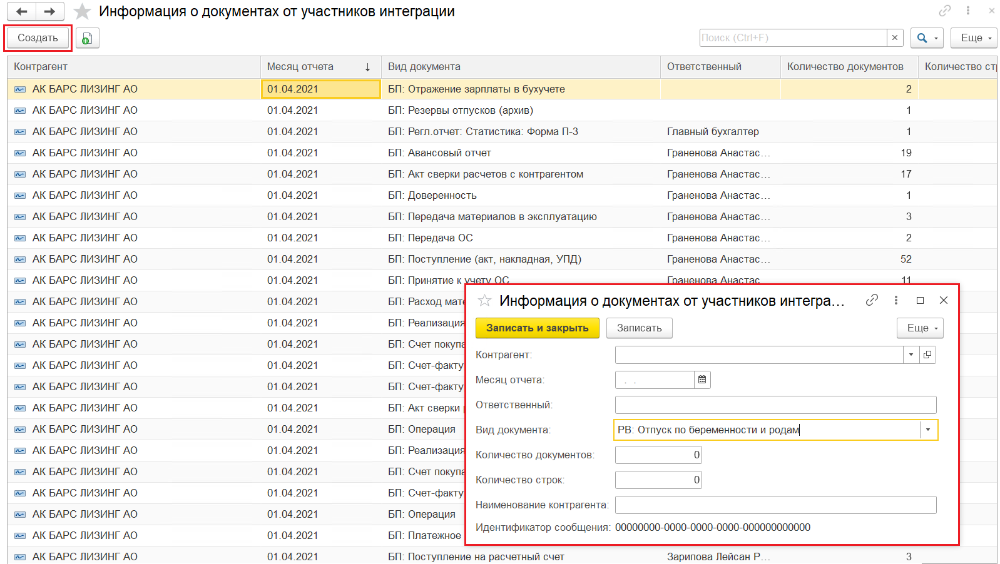 Информация о документах от участников интеграции
Создать
Поиск (Ctrl+F)
Еще
Контрагент Месяц отчета Вид документа Ответственный Количество документов Количество стр
АК БАРС ЛИЗИНГ АО 01.04.2021 БП: Отражение зарплаты в бухучете 2
АК БАРС ЛИЗИНГ АО 01.04.2021 БП: Резервы отпусков (архив) 1
АК БАРС ЛИЗИНГ АО 01.04.2021 БП: Регл.отчет: Статистика: Форма П-3 Главный бухгалтер 1
АК БАРС ЛИЗИНГ АО 01.04.2021 БП: Авансовый отчет Граненова Анастас... 19
АК БАРС ЛИЗИНГ АО 01.04.2021 БП: Акт сверки расчетов с контрагентом Граненова Анастас... 17
АК БАРС ЛИЗИНГ АО 01.04.2021 БП: Доверенность Граненова Анастас... 1
АК БАРС ЛИЗИНГ АО 01.04.2021 БП: Передача материалов в эксплуатацию Граненова Анастас... 3
АК БАРС ЛИЗИНГ АО 01.04.2021 БП: Передача ОС Граненова Анастас... 2
АК БАРС ЛИЗИНГ АО 01.04.2021 БП: Поступление (акт, накладная, УПД) Граненова Анастас... 52
АК БАРС ЛИЗИНГ АО 01.04.2021 БП: Принятие к учету ОС Граненова Анастас 11
АК БАРС ЛИЗИНГ АО 01.04.2021 БП: Расход мате
АК БАРС ЛИЗИНГ АО 01.04.2021 БП: Реализация
АК БАРС ЛИЗИНГ АО 01.04.2021 БП: Счет покупа
АК БАРС ЛИЗИНГ АО 01.04.2021 БП: Счет-факту
АК БАРС ЛИЗИНГ АО 01.04.2021 БП: Счет-факту
АК БАРС ЛИЗИНГ АО 01.04.2021 БП: Акт сверки
АК БАРС ЛИЗИНГ АО 01.04.2021 БП: Операция
АК БАРС ЛИЗИНГ АО 01.04.2021 БП: Реализация
АК БАРС ЛИЗИНГ АО 01.04.2021 БП: Счет покупа
АК БАРС ЛИЗИНГ АО 01.04.2021 БП: Счет-факту
АК БАРС ЛИЗИНГ АО 01.04.2021 БП: Операция
АК БАРС ЛИЗИНГ АО 01.04.2021 БП: Платежное
АК БАРС ЛИЗИНГ АО 01.04.2021 БП: Поступление на расчетный счет Зарипова Лейсан Р... 3
Информация о документах от участников интегра...
Записать и закрыть Записать Еще
Контрагент:
Месяц отчета: . .
Ответственный:
Вид документа: РВ: Отпуск по беременности и родам
Количество документов: 0
Количество строк: 0
Наименование контрагента:
Идентификатор сообщения: 00000000-0000-0000-0000-000000000000